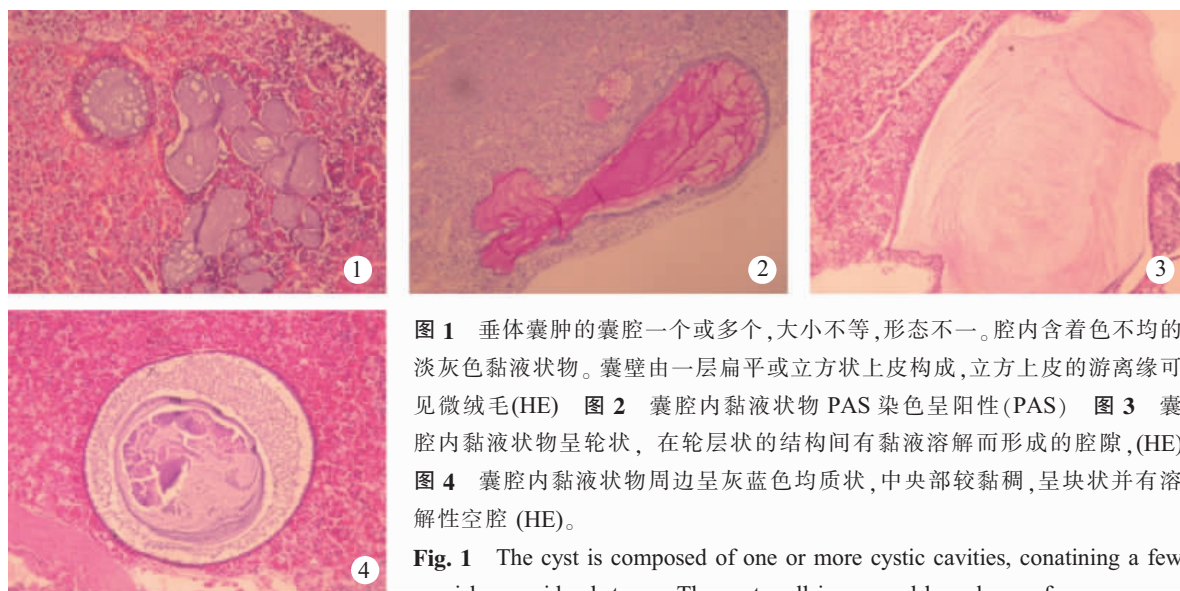 1
2
3
4
图 1 垂体囊肿的囊腔一个或多个,大小不等,形态不一。腔内含着色不均的
淡灰色黏液状物。囊壁由一层扁平或立方状上皮构成,立方上皮的游离缘可
见微绒毛(HE) 图 2 囊腔内黏液状物 PAS 染色呈阳性(PAS) 图 3 囊
腔内黏液状物呈轮状, 在轮层状的结构间有黏液溶解而形成的腔隙,(HE)
图 4 囊腔内黏液状物周边呈灰蓝色均质状,中央部较黏稠,呈块状并有溶
解性空腔 (HE)。
Fig. 1 The cyst is composed of one or more cystic cavities, conatining a few